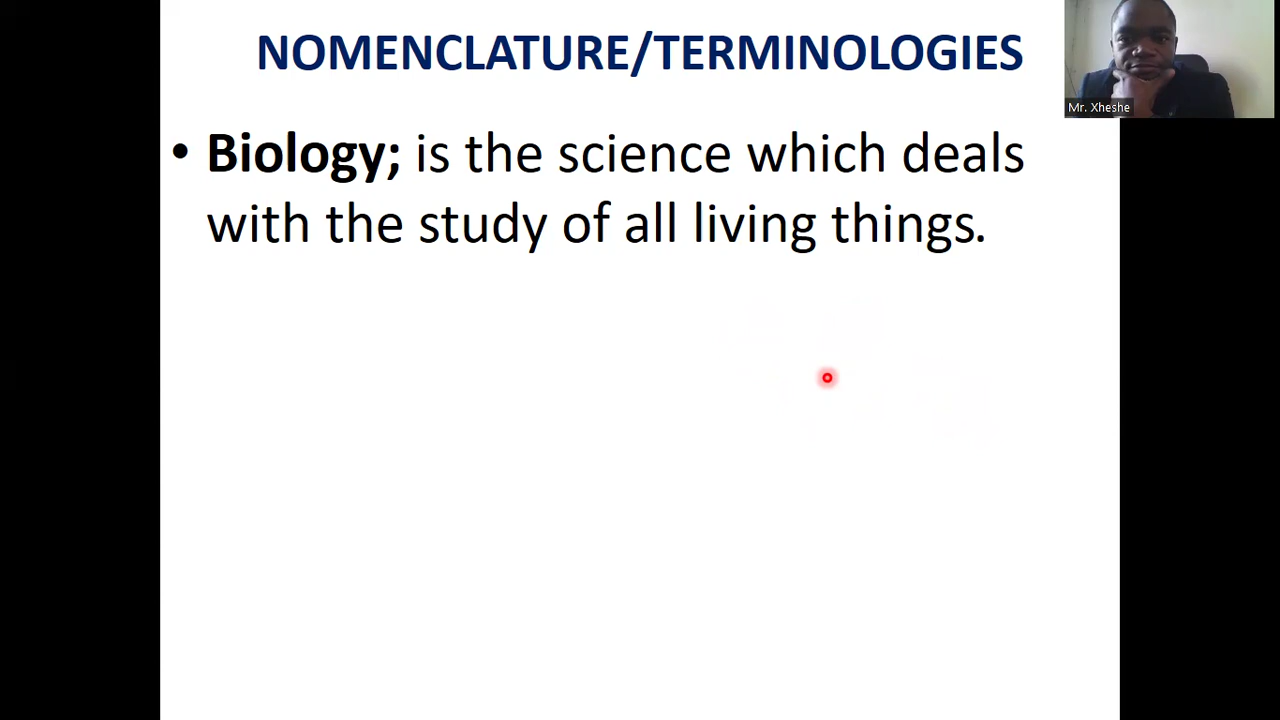 NOMENCLATURE/TERMINOLOGIES
Mr. Xheshe
• Biology; is the science which deals
with the study of all living things.